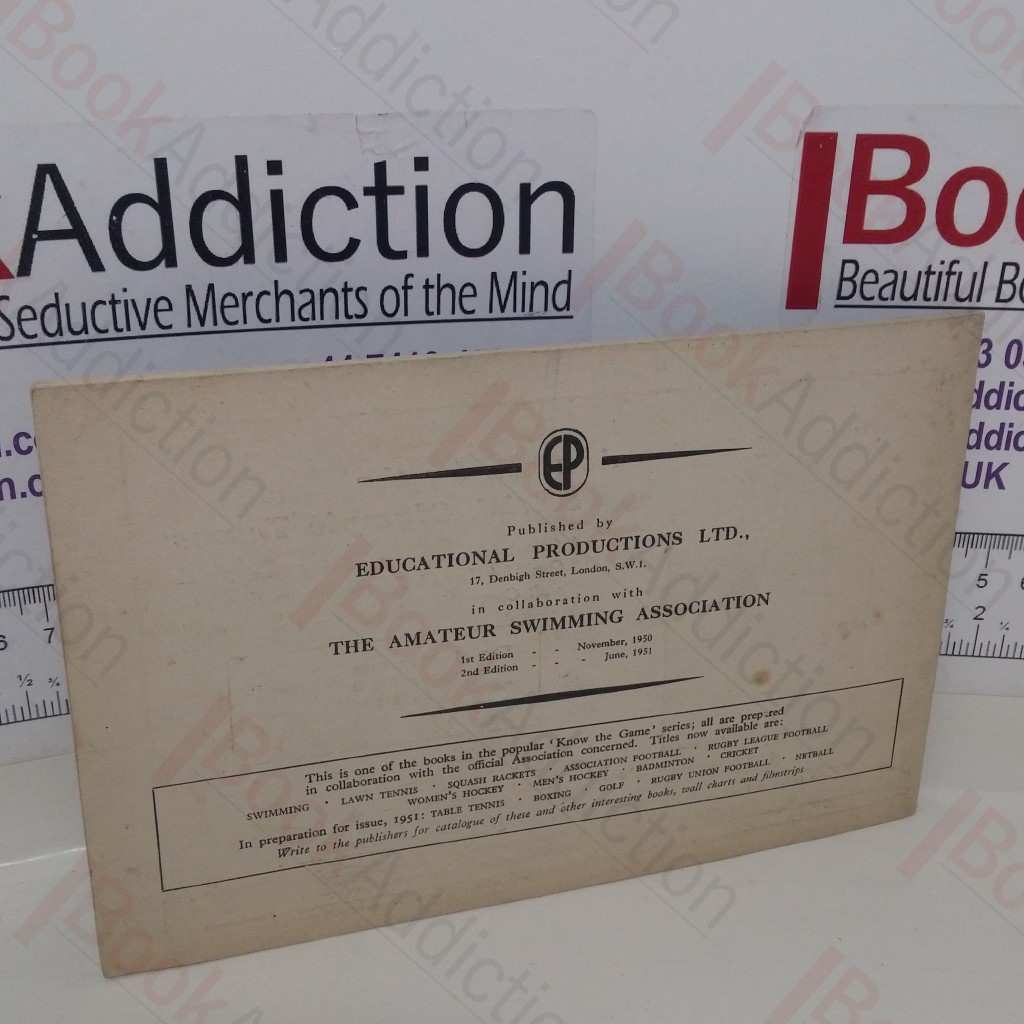 Addiction
Seductive Merchants of the Mind
Boo
Beautiful B
UK
EP
Published by
EDUCATIONAL PRODUCTIONS LTD.,
17, Denbigh Street, London, S.W.1.
in collaboration with
THE AMATEUR SWIMMING ASSOCIATION
1st Edition - - November, 1950
2nd Edition - - - June, 1951
This is one of the books in the popular 'Know the Game' series; all are prepared
in collaboration with the official Association concerned. Titles now available are:
SWIMMING · LAWN TENNIS · SQUASH RACKETS · ASSOCIATION FOOTBALL · RUGBY LEAGUE FOOTBALL
WOMEN'S HOCKEY · MEN'S HOCKEY · BADMINTON · CRICKET
In preparation for issue, 1951: TABLE TENNIS · BOXING · GOLF · RUGBY UNION FOOTBALL · NETBALL
Write to the publishers for catalogue of these and other interesting books, wall charts and filmstrips
BookAddiction